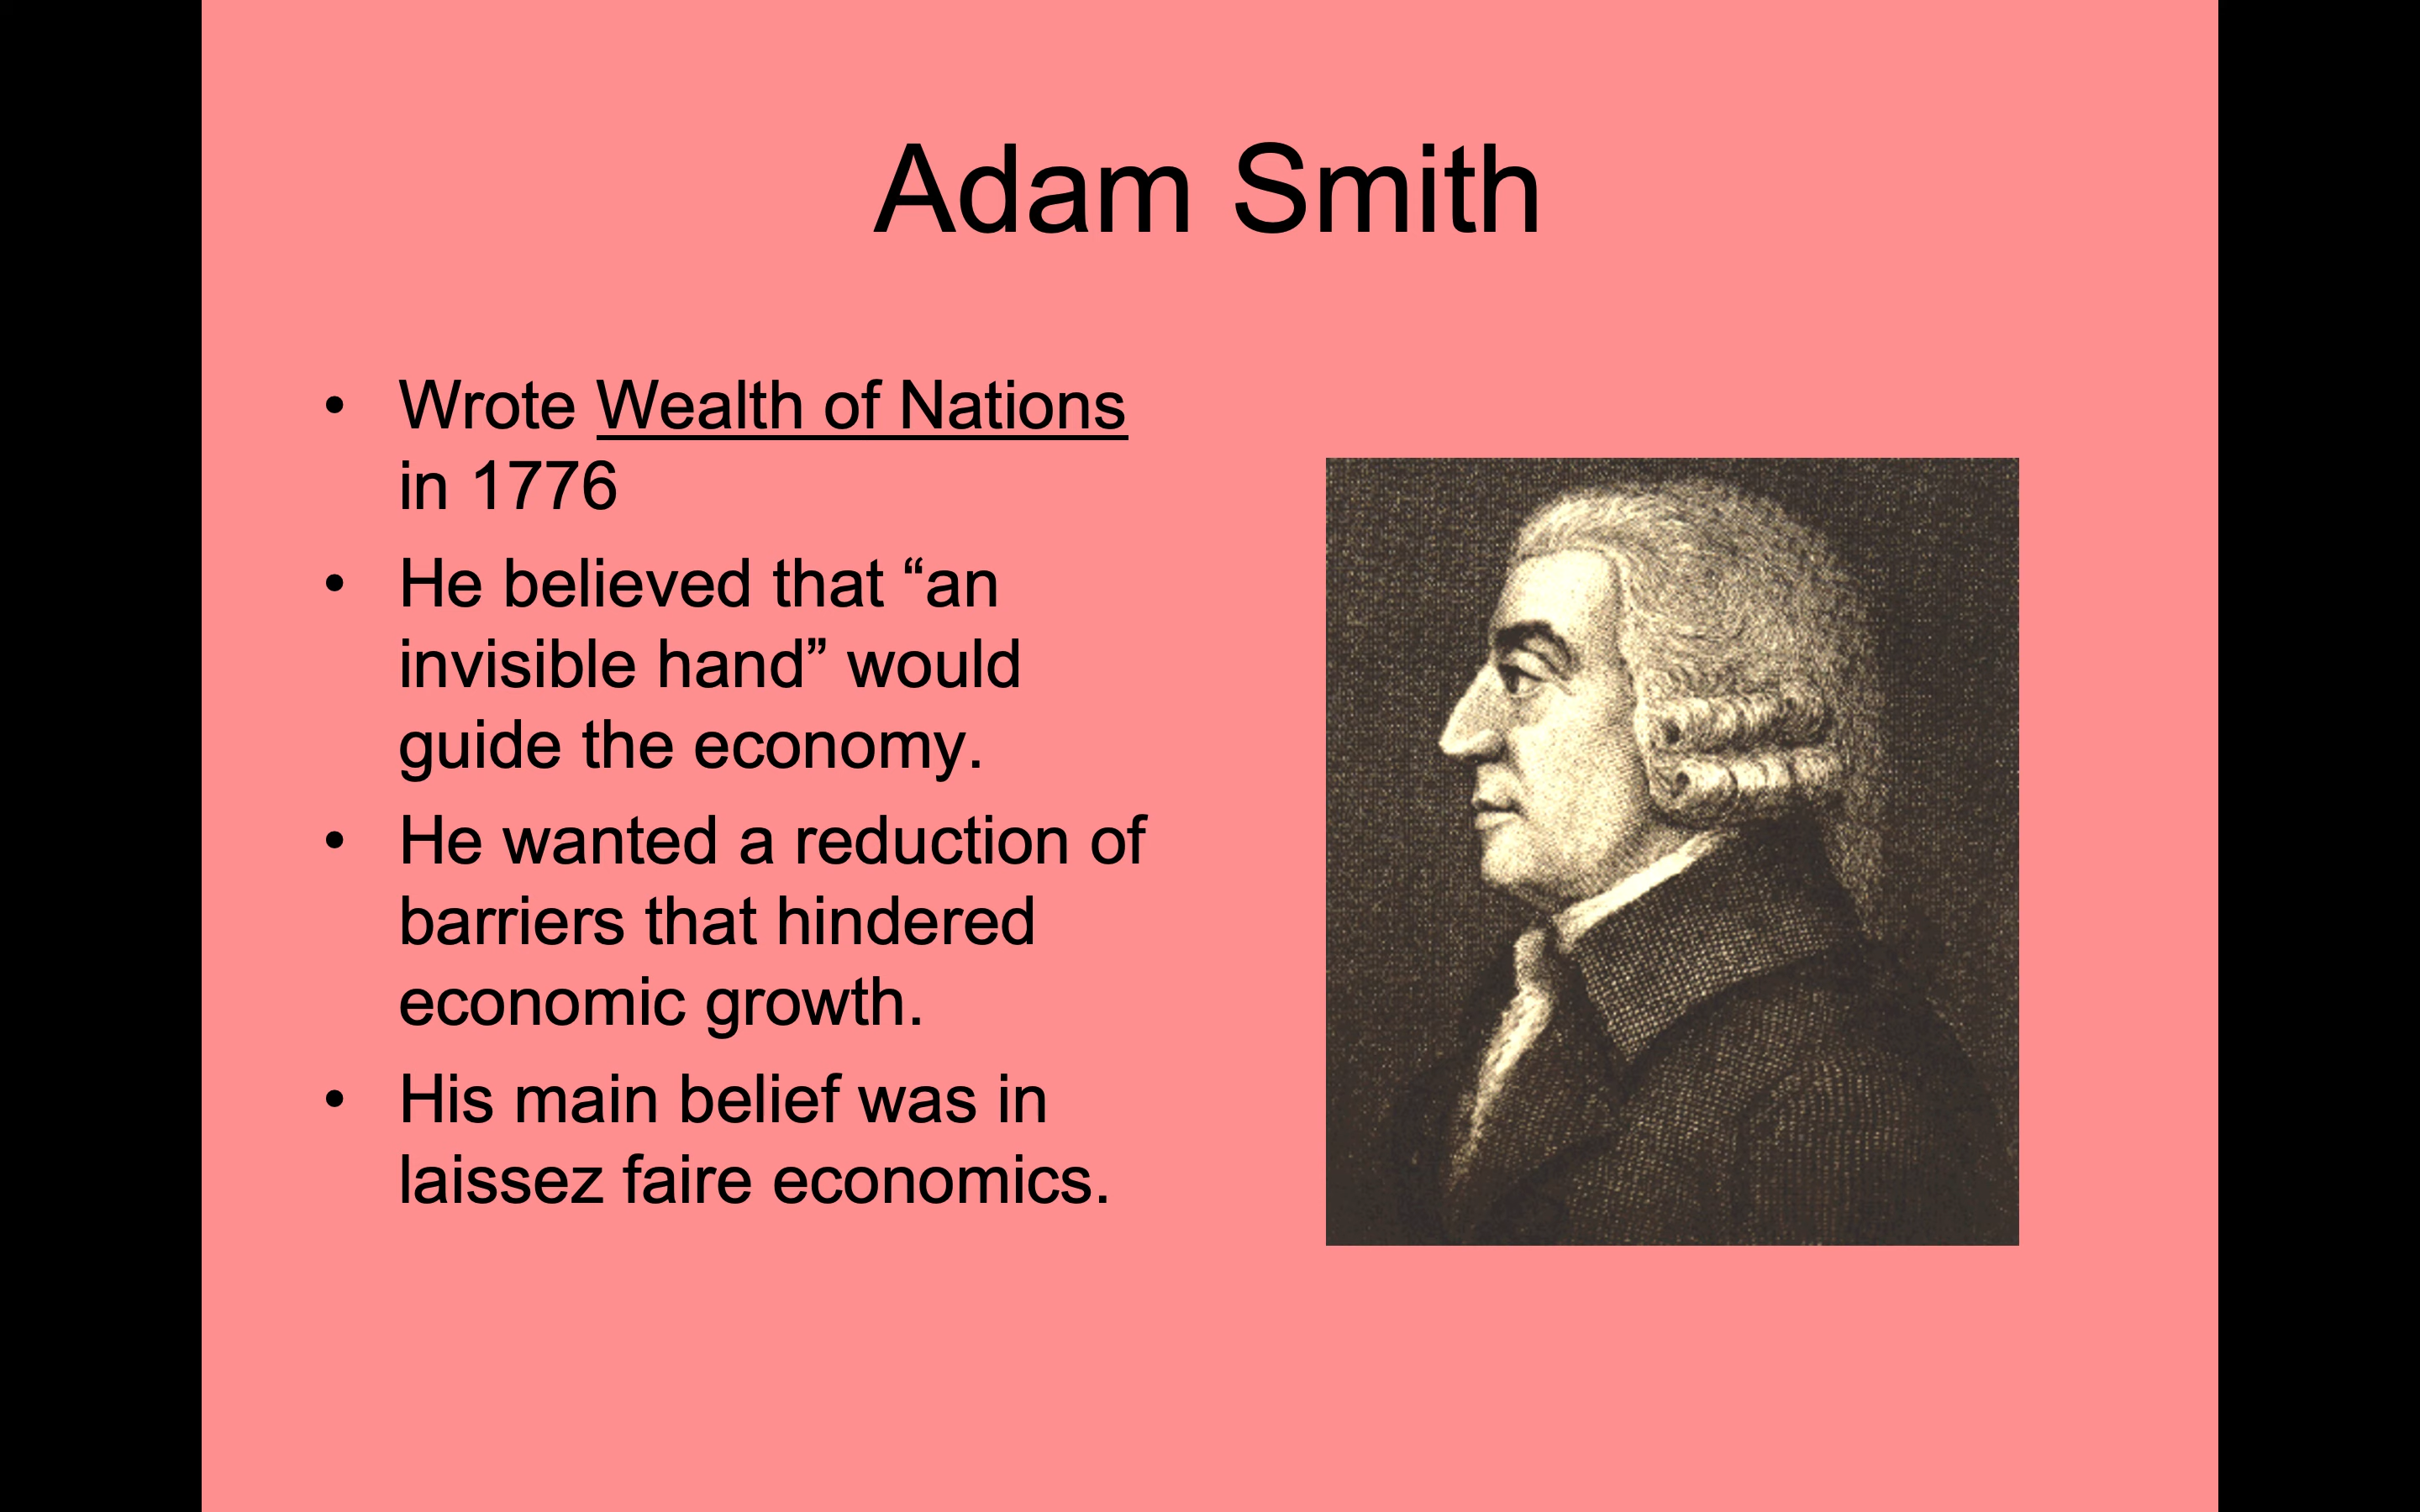 Adam Smith
• Wrote Wealth of Nations
in 1776
• He believed that “an
invisible hand” would
guide the economy.
• He wanted a reduction of
barriers that hindered
economic growth.
• His main belief was in
laissez faire economics.